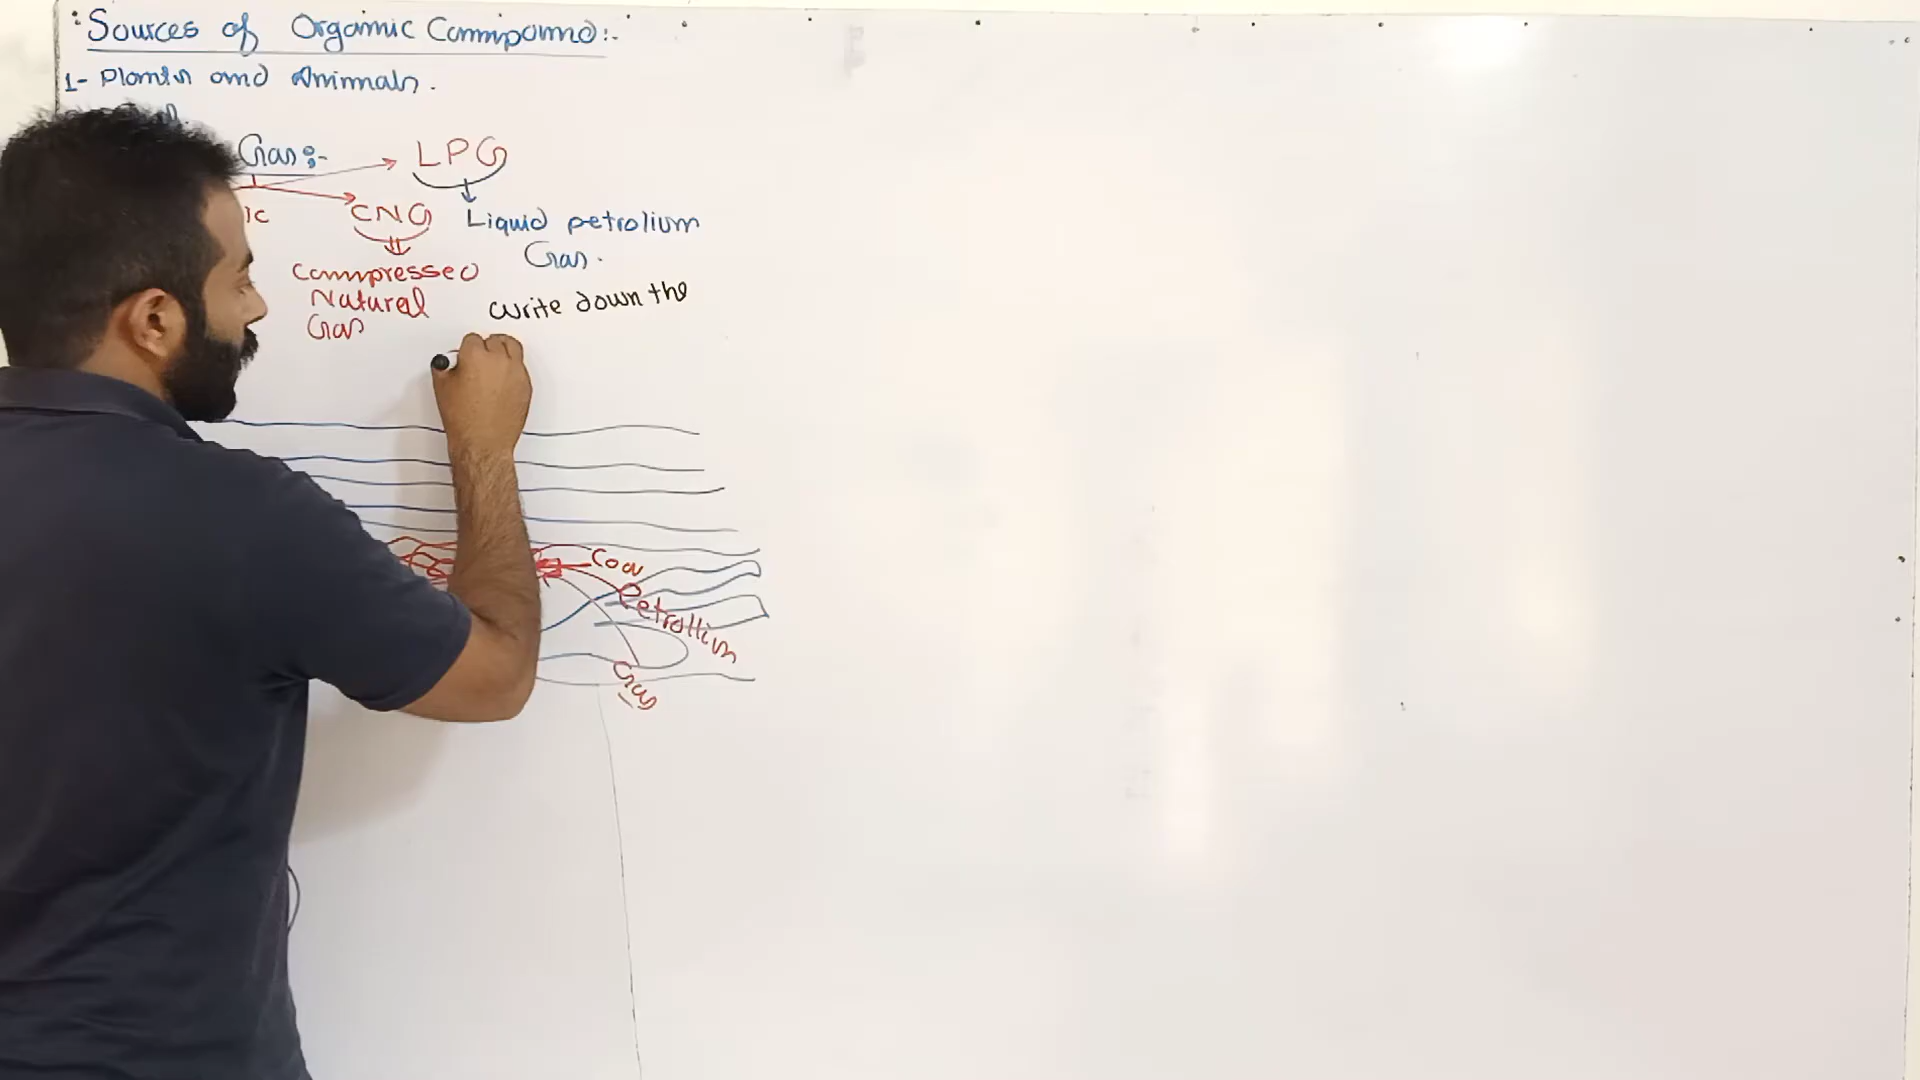 Sources of Organic Compound:-
1- Plants and Animals.
Gas:-
LPG
ic
CNG
Liquid petrolium
Gas.
Compressed
Natural
Gas
Write down the
Coal
Petrollium
Gas